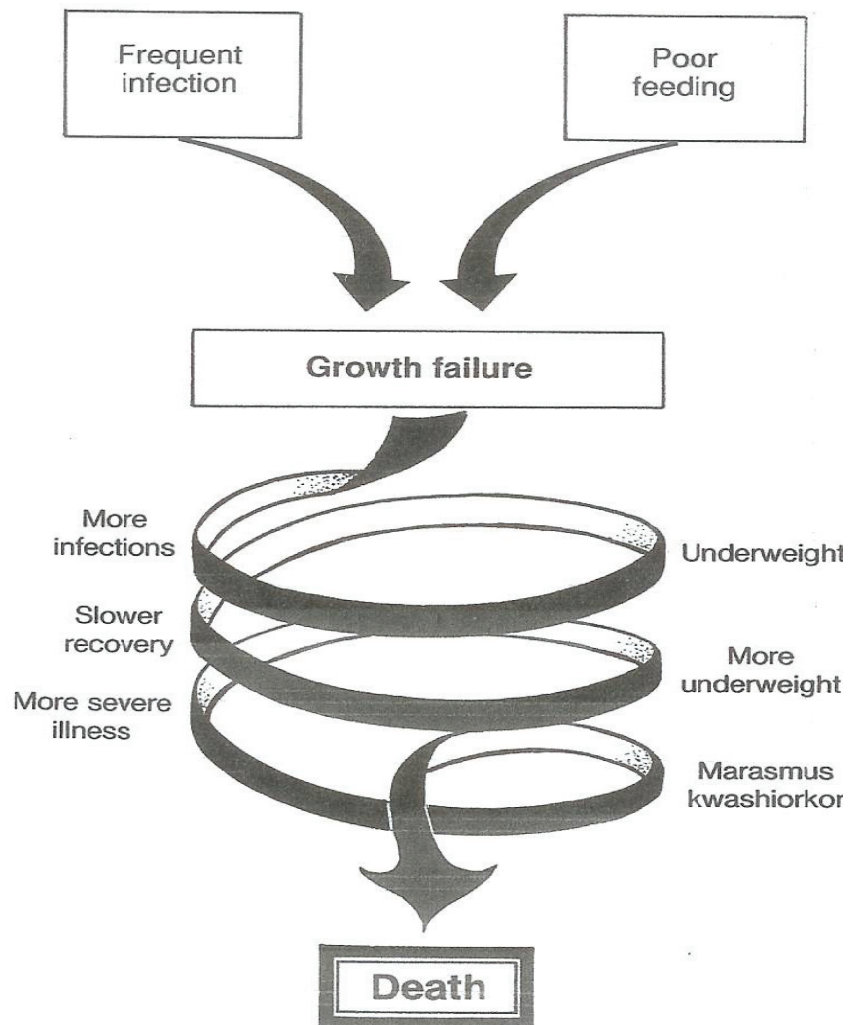 Frequent
infection
Poor
feeding
Growth failure
More
infections
Underweight
Slower
recovery
More
underweight
More severe
illness
Marasmus
kwashiorkor
Death